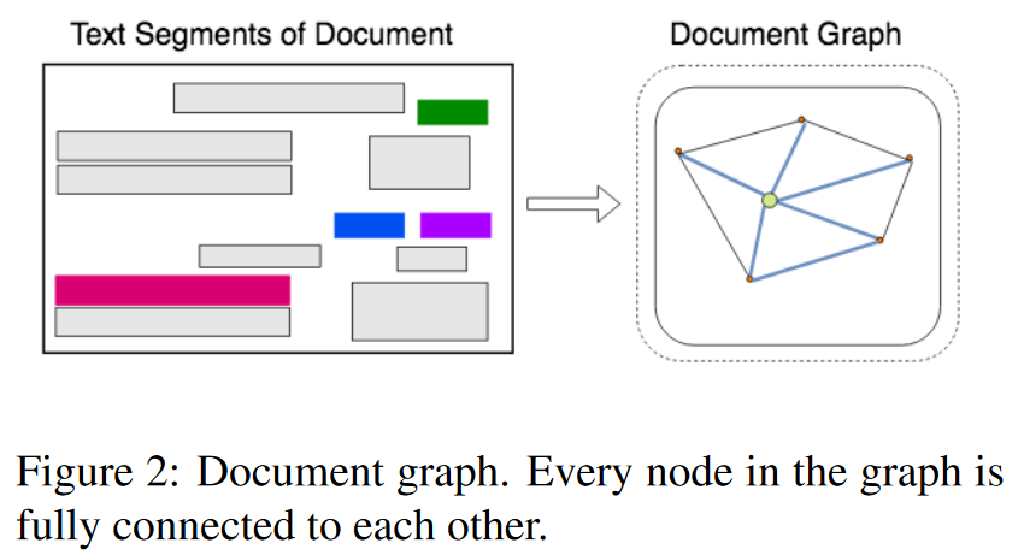 Text Segments of Document
Document Graph
Figure 2: Document graph. Every node in the graph is
fully connected to each other.